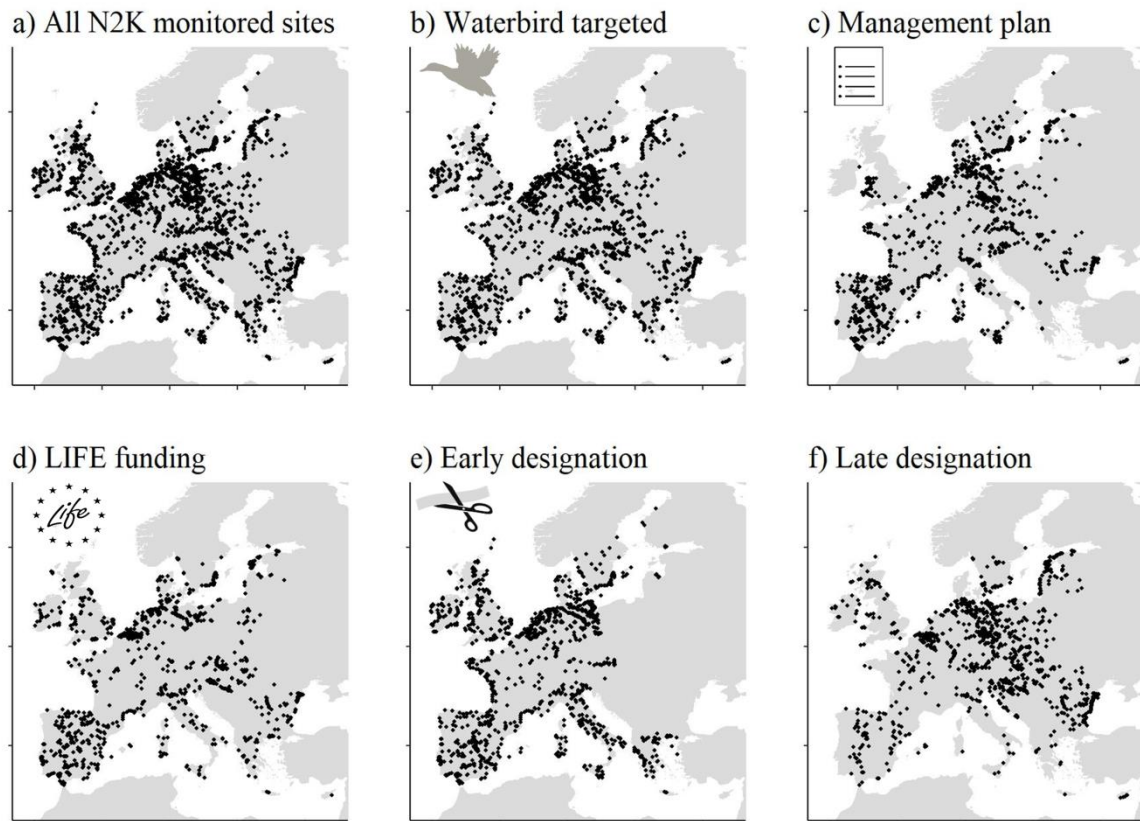 a) All N2K monitored sites
b) Waterbird targeted
c) Management plan
d) LIFE funding
Life
e) Early designation
f) Late designation